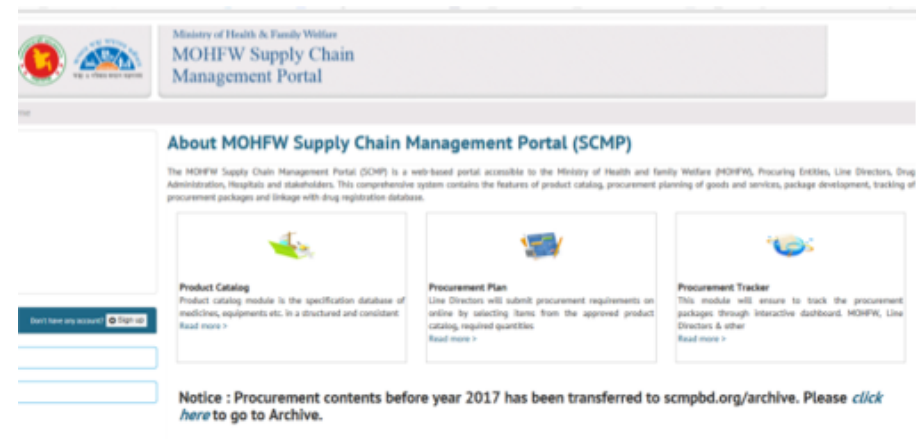 Ministry of Health & Family Welfare
MOHFW Supply Chain
Management Portal
About MOHFW Supply Chain Management Portal (SCMP)
The MOHFW Supply Chain Management Portal (SCMP) is a web-based portal accessible to the Ministry of Health and family Welfare (MOHFW), Procuring Entities, Line Directors, Drug
Administration, Hospitals and stakeholders. This comprehensive system contains the features of product catalog, procurement planning of goods and services, package development, tracking of
procurement packages and linkage with drug registration database.
Product Catalog
Product catalog module is the specification database of
medicines, equipments etc. in a structured and consistent
Read more >
Procurement Plan
Line Directors will submit procurement requirements on
online by selecting items from the approved product
catalog, required quantities
Read more >
Procurement Tracker
This module will ensure to track the procurement
packages through interactive dashboard. MOHFW, Line
Directors & other
Read more >
Don't have any account? Sign up
Notice : Procurement contents before year 2017 has been transferred to scmpbd.org/archive. Please click
here to go to Archive.